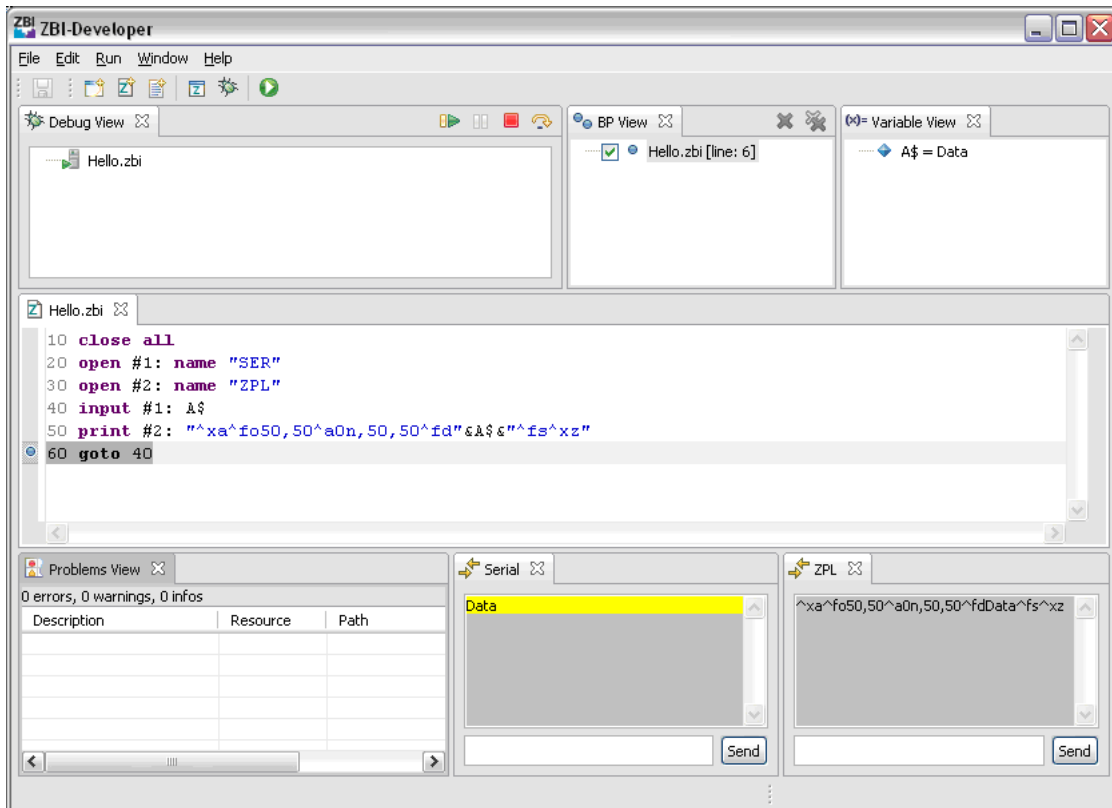 ZBI ZBI-Developer
File Edit Run Window Help
Debug View
BP View
(x)= Variable View
Hello.zbi
Hello.zbi [line: 6]
A$ = Data
Hello.zbi
10 close all
20 open #1: name "SER"
30 open #2: name "ZPL"
40 input #1: A$
50 print #2: "^xa^fo50,50^a0n,50,50^fd"&A$&"^fs^xz"
60 goto 40
Problems View
0 errors, 0 warnings, 0 infos
Description Resource Path
Serial
Data
Send
ZPL
^xa^fo50,50^a0n,50,50^fdData^fs^xz
Send